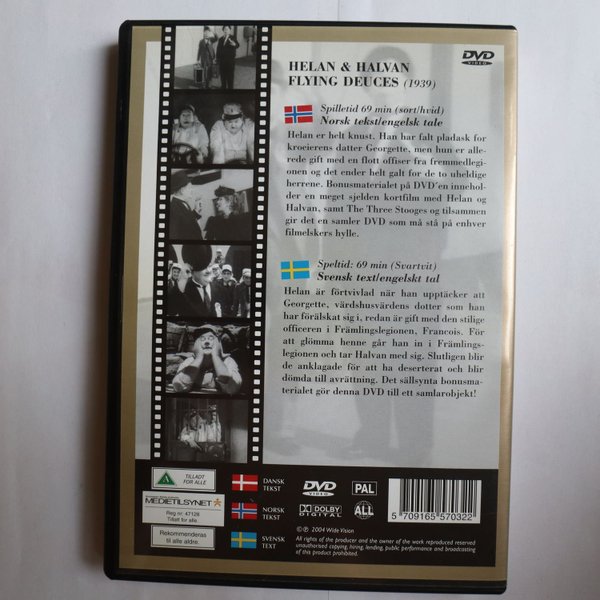 DVD
VIDEO
HELAN & HALVAN
FLYING DEUCES (1939)
Spilletid 69 min (sort/hvid)
Norsk tekst/engelsk tale
Helan er helt knust. Han har falt pladask for
kroeierens datter Georgette, men hun er alle-
rede gift med en flott offiser fra fremmedlegi-
onen og det ender helt galt for de to uheldige
herrene. Bonusmaterialet på DVD'en innehol-
der en meget sjelden kortfilm med Helan og
Halvan, samt The Three Stooges og tilsammen
gir det en samler DVD som må stå på enhver
filmelskers hylle.
Speltid: 69 min (Svartvit)
Svensk text/engelskt tal
Helan är förtvivlad när han upptäcker att
Georgette, värdshusvärdens dotter som han
har förälskat sig i, redan är gift med den stilige
officeren i Främlingslegionen, Francois. För
att glömma henne går han in i Främlings-
legionen och tar Halvan med sig. Slutligen blir
de anklagade för att ha deserterat och blir
dömda till avrättning. Det sällsynta bonusma-
terialet gör denna DVD till ett samlarobjekt!
TILLADT
FOR ALLE
DANSK
TEKST
DVD
VIDEO
PAL
MEDIETILSYNET
Reg nr: 47128
Tillatt for alle.
NORSK
TEKST
DOLBY
DIGITAL
ALL
5 709165 570322
Rekommenderas
till alle aldre.
SVENSK
TEXT
©℗ 2004 Wide Vision
All rights of the producer and the owner of the work reproduced reserved
unauthorised copying, hiring, lending, public performance and broadcasting
of this product prohibited.